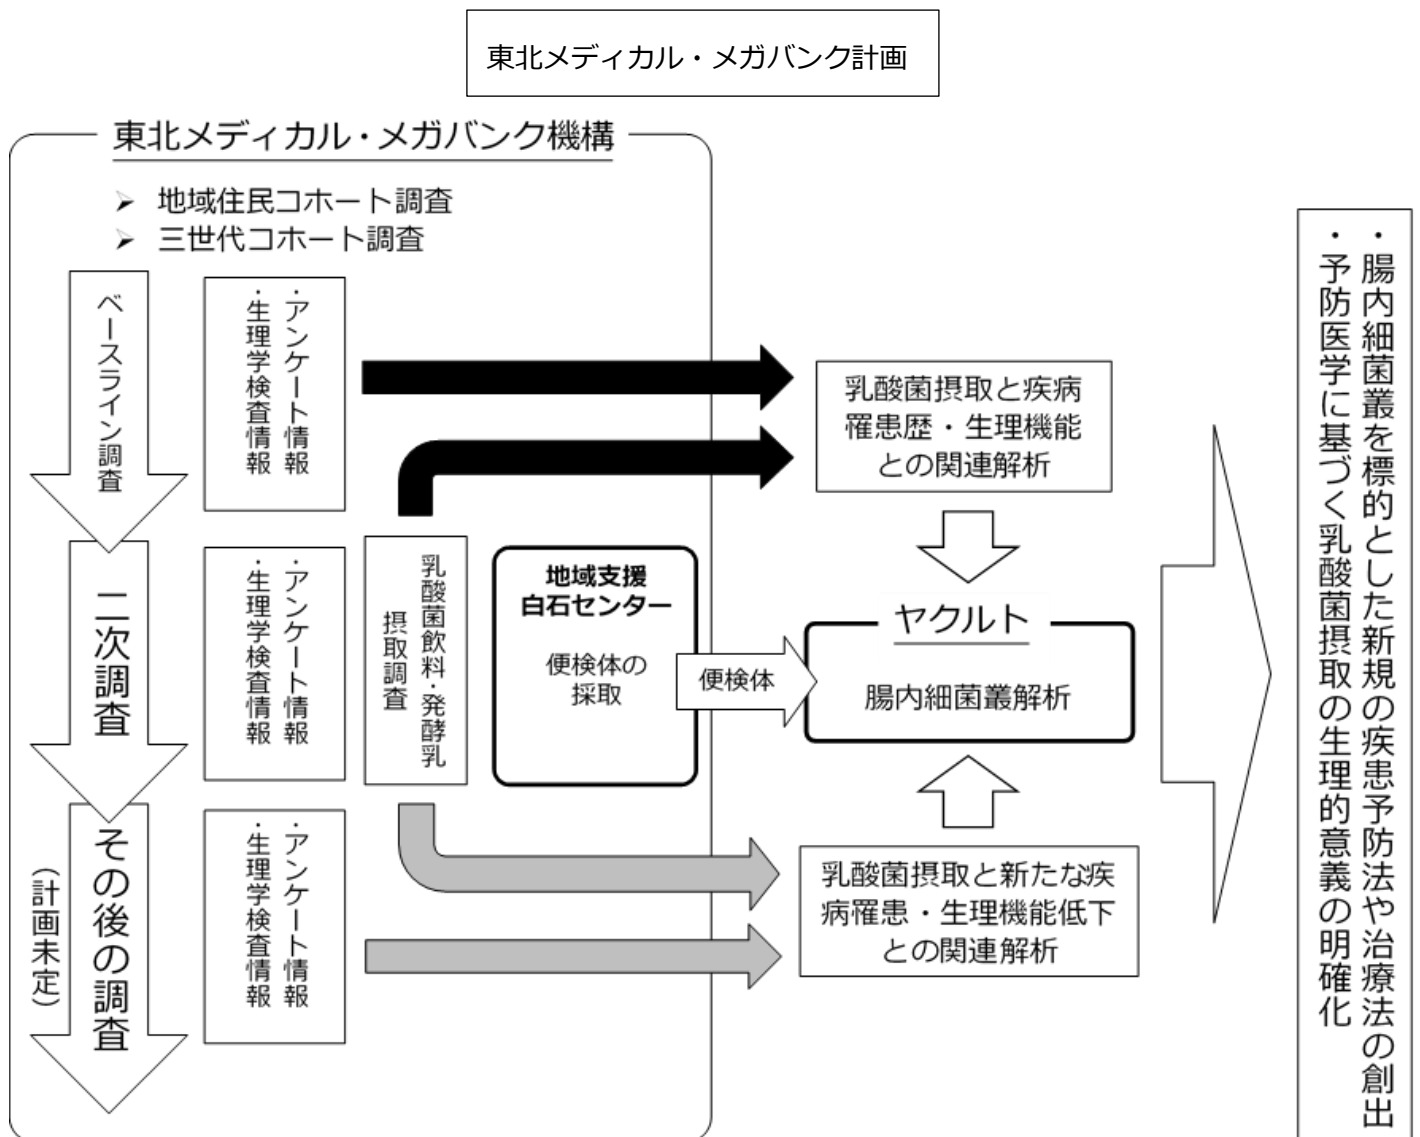 東北メディカル・メガバンク計画
東北メディカル・メガバンク機構
➢ 地域住民コホート調査
➢ 三世代コホート調査
ベースライン調査
・アンケート情報
・生理学検査情報
乳酸菌摂取と疾病
罹患歴・生理機能
との関連解析
二次調査
・アンケート情報
・生理学検査情報
乳酸菌飲料・発酵乳
摂取調査
地域支援
白石センター
便検体の
採取
便検体
ヤクルト
腸内細菌叢解析
その後の調査
（計画未定）
・アンケート情報
・生理学検査情報
乳酸菌摂取と新たな疾
病罹患・生理機能低下
との関連解析
・腸内細菌叢を標的とした新規の疾患予防法や治療法の創出
・予防医学に基づく乳酸菌摂取の生理的意義の明確化